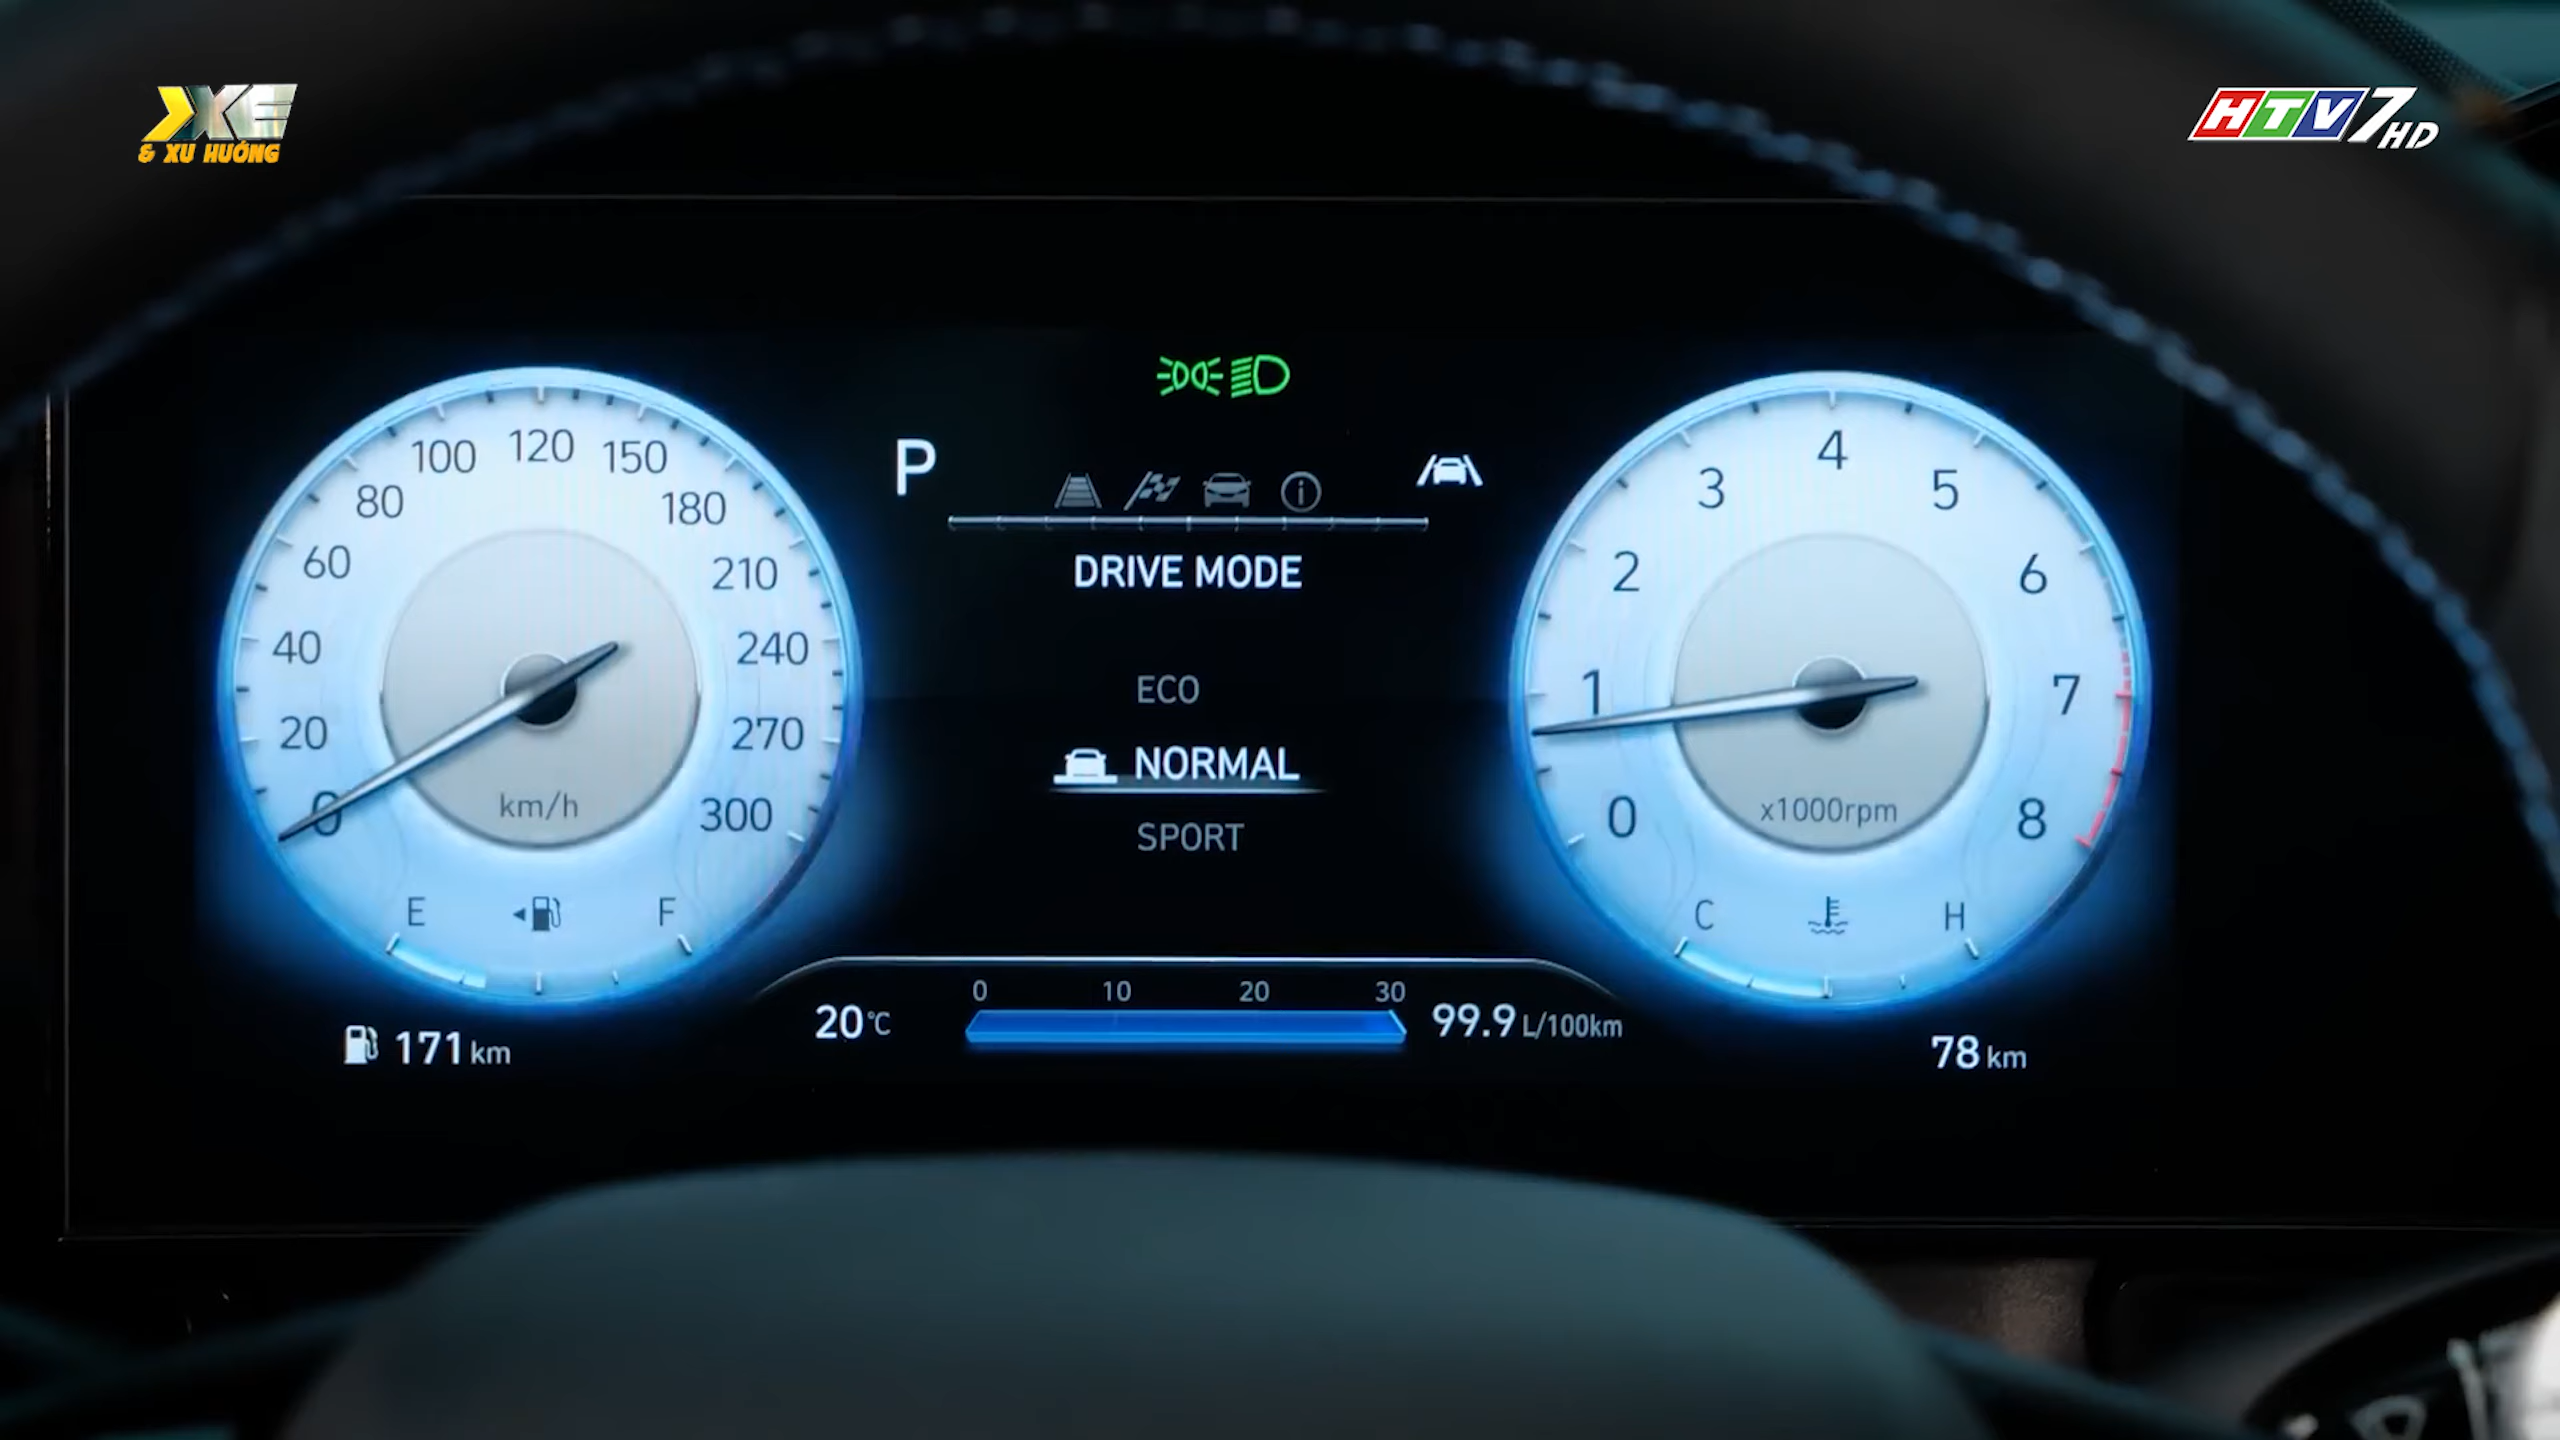 XE
& XU HƯỚNG
HTV7 HD
P
DRIVE MODE
ECO
NORMAL
SPORT
0 20 40 60 80 100 120 150 180 210 240 270 300
km/h
E F
171 km
0 1 2 3 4 5 6 7 8
x1000rpm
C H
78 km
0 10 20 30
20°C
99.9 L/100km